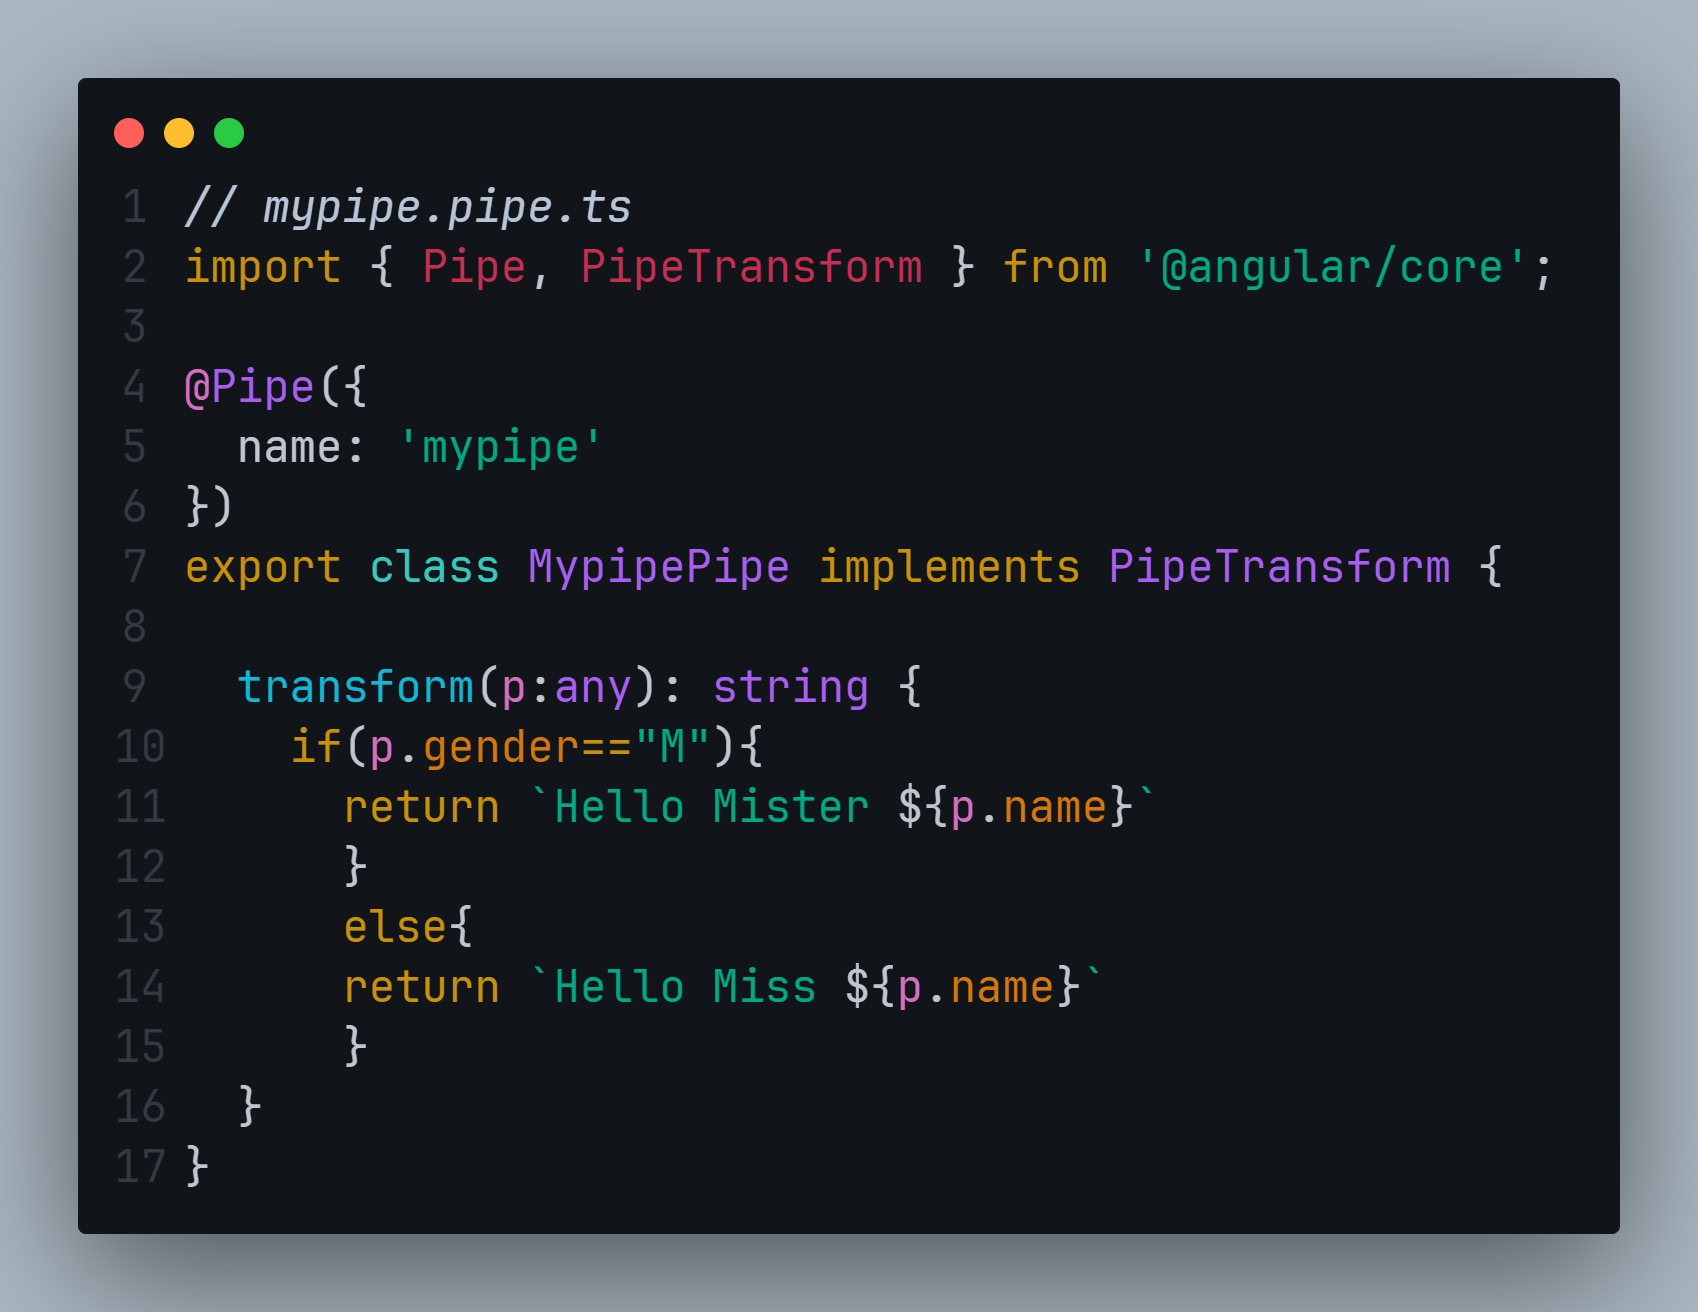 1 // mypipe.pipe.ts
2 import { Pipe, PipeTransform } from '@angular/core';
3
4 @Pipe({
5   name: 'mypipe'
6 })
7 export class MypipePipe implements PipeTransform {
8
9   transform(p:any): string {
10     if(p.gender=="M"){
11       return `Hello Mister ${p.name}`
12       }
13       else{
14       return `Hello Miss ${p.name}`
15       }
16   }
17 }